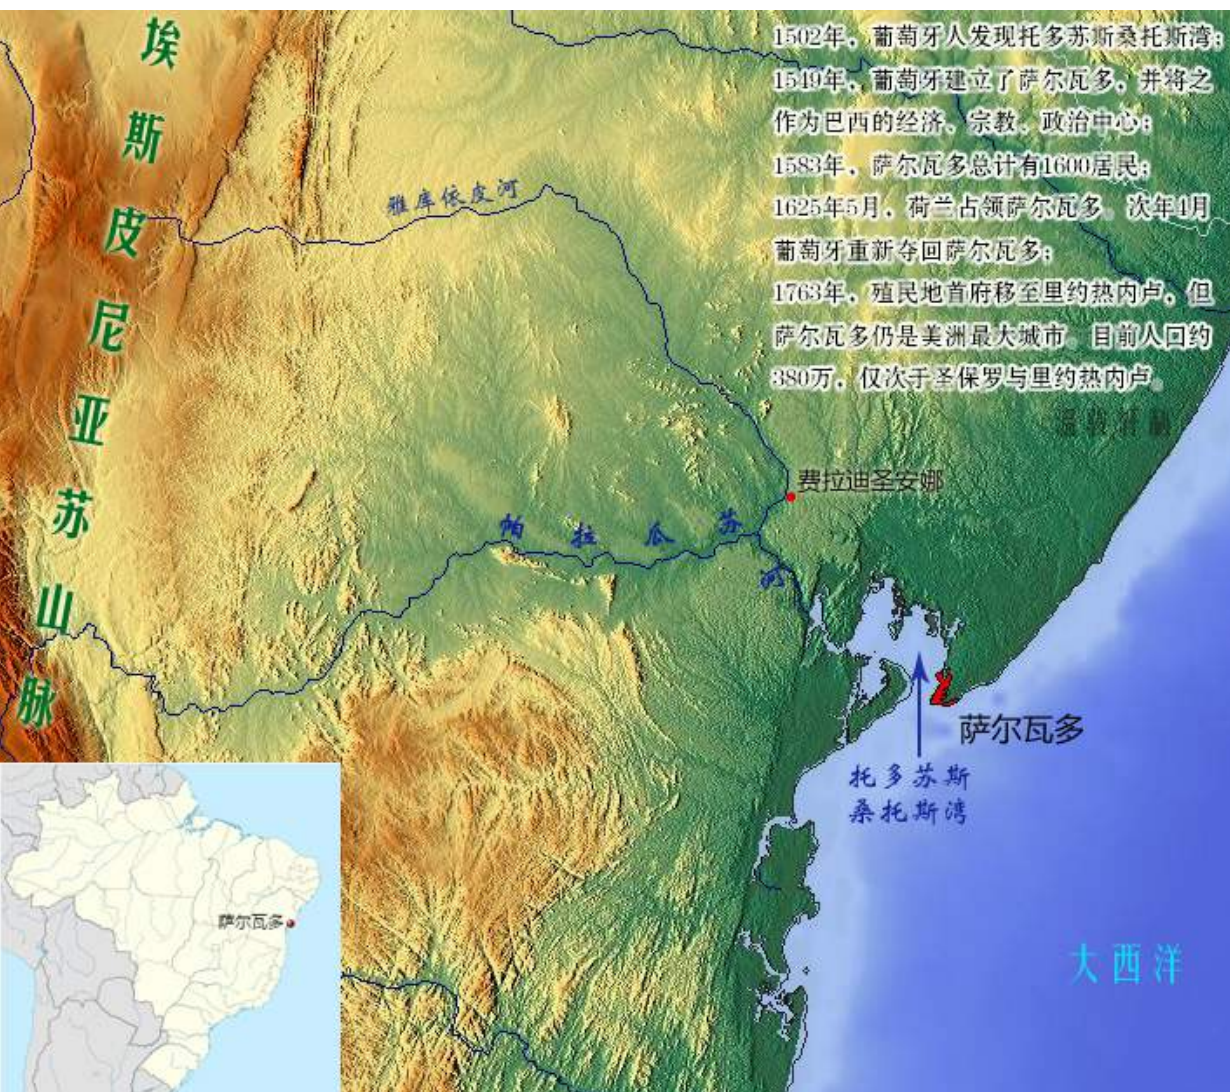 1502年，葡萄牙人发现托多苏斯桑托斯湾；
1549年，葡萄牙建立了萨尔瓦多，并将之
作为巴西的经济、宗教、政治中心；
1583年，萨尔瓦多总计有1600居民；
1625年5月，荷兰占领萨尔瓦多。次年4月
葡萄牙重新夺回萨尔瓦多；
1763年，殖民地首府移至里约热内卢，但
萨尔瓦多仍是美洲最大城市。目前人口约
380万，仅次于圣保罗与里约热内卢。
埃斯皮尼亚苏山脉
雅库依皮河
费拉迪圣安娜
帕拉瓜苏河
萨尔瓦多
托多苏斯
桑托斯湾
大西洋
萨尔瓦多